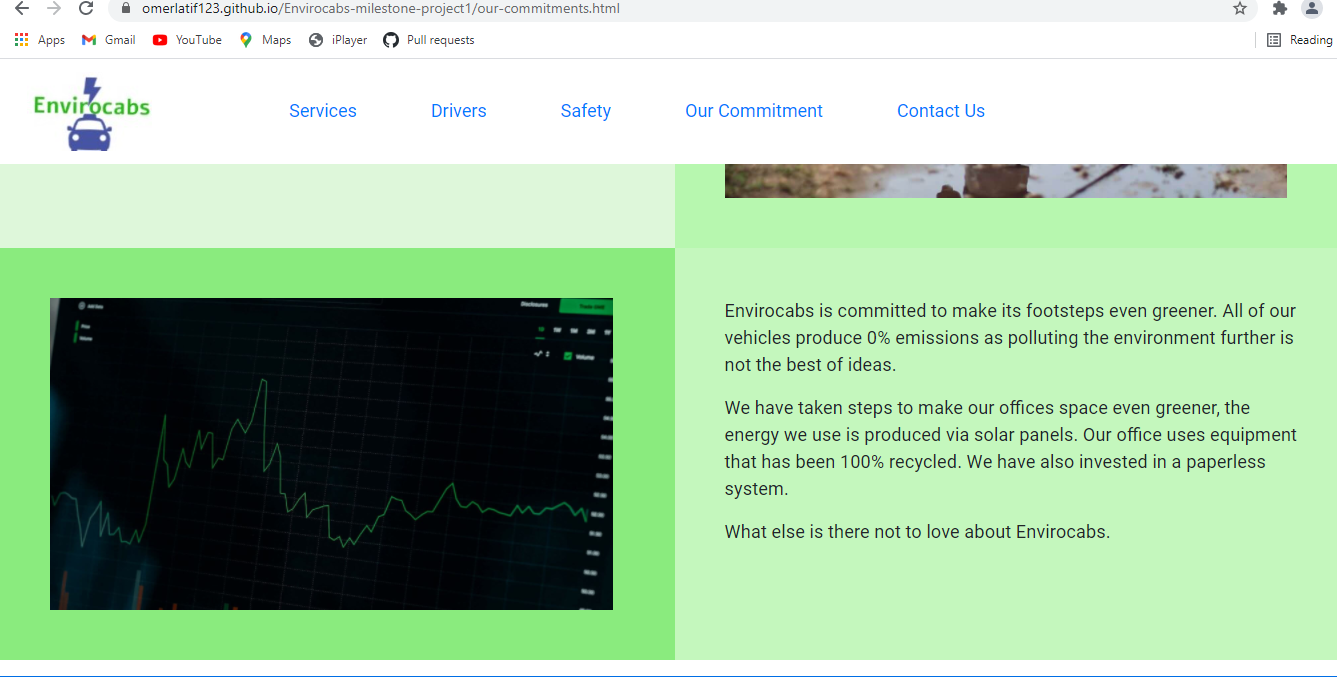 omerlatif123.github.io/Envirocabs-milestone-project1/our-commitments.html
Apps Gmail YouTube Maps iPlayer Pull requests Reading
Envirocabs
Services Drivers Safety Our Commitment Contact Us
Disclosures
Volume
Envirocabs is committed to make its footsteps even greener. All of our
vehicles produce 0% emissions as polluting the environment further is
not the best of ideas.
We have taken steps to make our offices space even greener, the
energy we use is produced via solar panels. Our office uses equipment
that has been 100% recycled. We have also invested in a paperless
system.
What else is there not to love about Envirocabs.